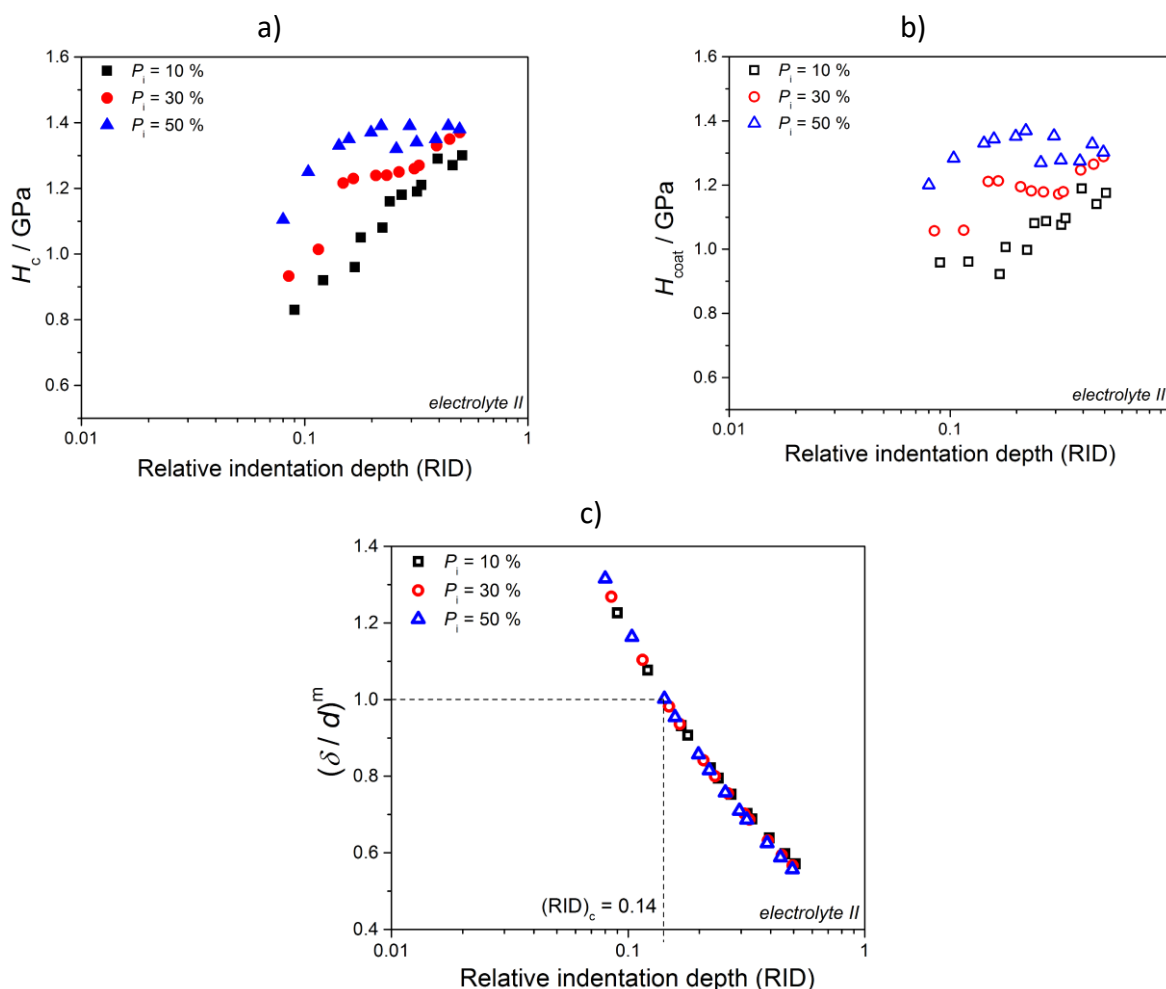 a)
1.6
1.4
1.2
1.0
0.8
0.6
0.01
0.1
1
H_c / GPa
P_i = 10 %
P_i = 30 %
P_i = 50 %
electrolyte II
Relative indentation depth (RID)
b)
1.6
1.4
1.2
1.0
0.8
0.6
0.01
0.1
H_coat / GPa
P_i = 10 %
P_i = 30 %
P_i = 50 %
electrolyte II
Relative indentation depth (RID)
c)
1.4
1.2
1.0
0.8
0.6
0.4
0.01
0.1
1
(δ / d)^m
P_i = 10 %
P_i = 30 %
P_i = 50 %
(RID)_c = 0.14
electrolyte II
Relative indentation depth (RID)